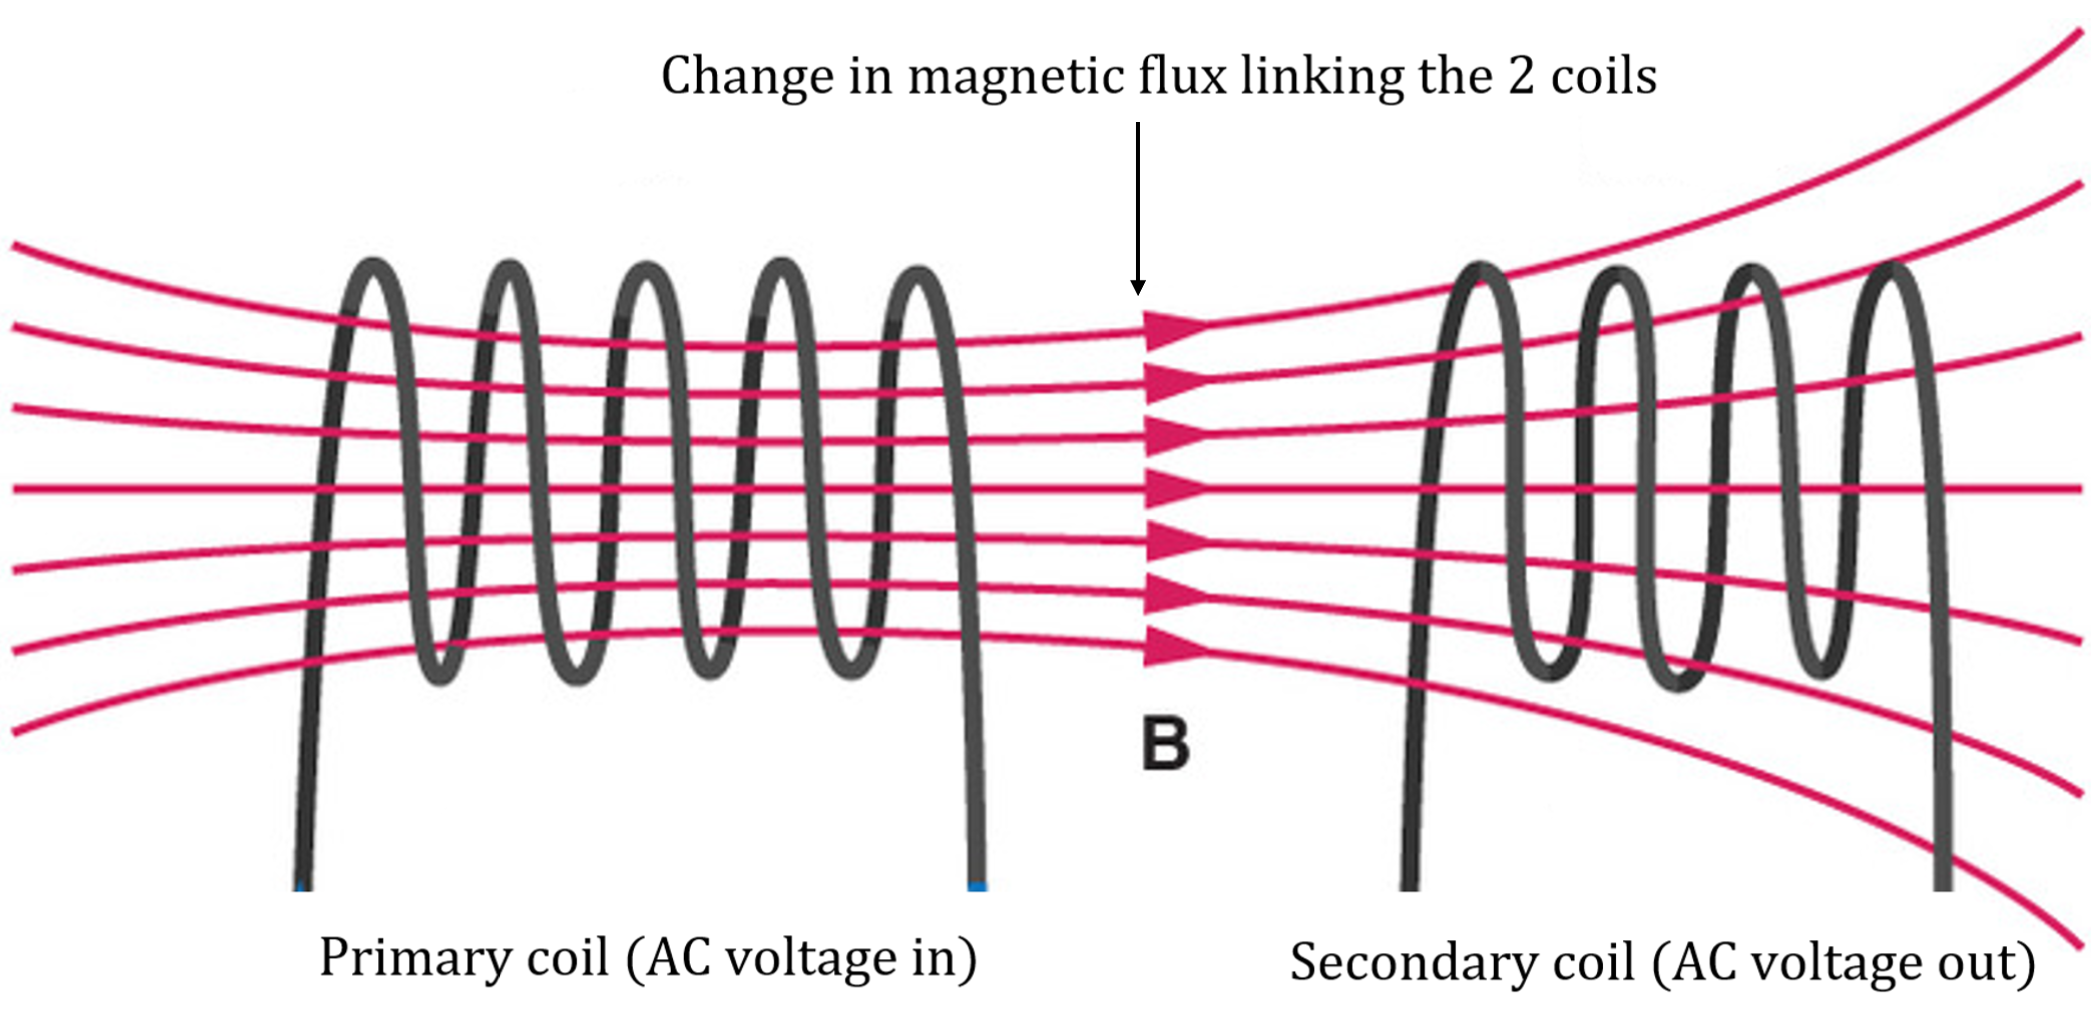 Change in magnetic flux linking the 2 coils
B
Primary coil (AC voltage in)
Secondary coil (AC voltage out)